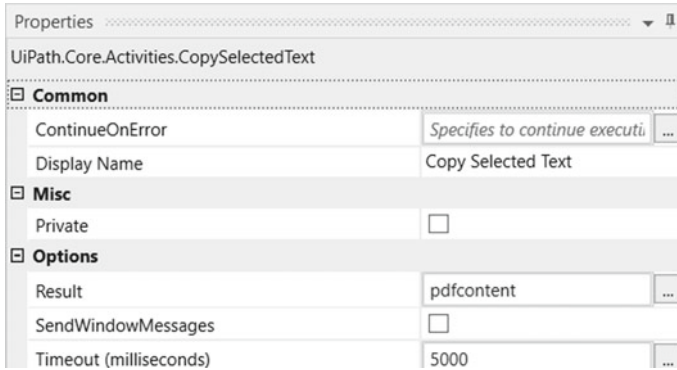 Properties
UiPath.Core.Activities.CopySelectedText
Common
ContinueOnError Specifies to continue executi ...
Display Name Copy Selected Text
Misc
Private
Options
Result pdfcontent ...
SendWindowMessages
Timeout (milliseconds) 5000 ...